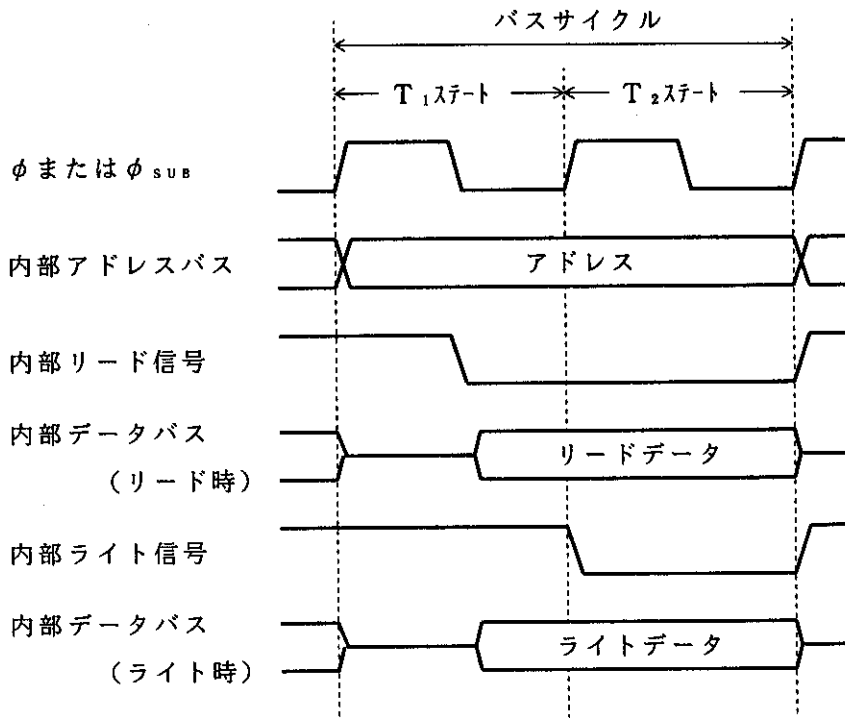 バスサイクル
T₁ステート
T₂ステート
φまたはφSUB
内部アドレスバス
アドレス
内部リード信号
内部データバス
(リード時)
リードデータ
内部ライト信号
内部データバス
(ライト時)
ライトデータ